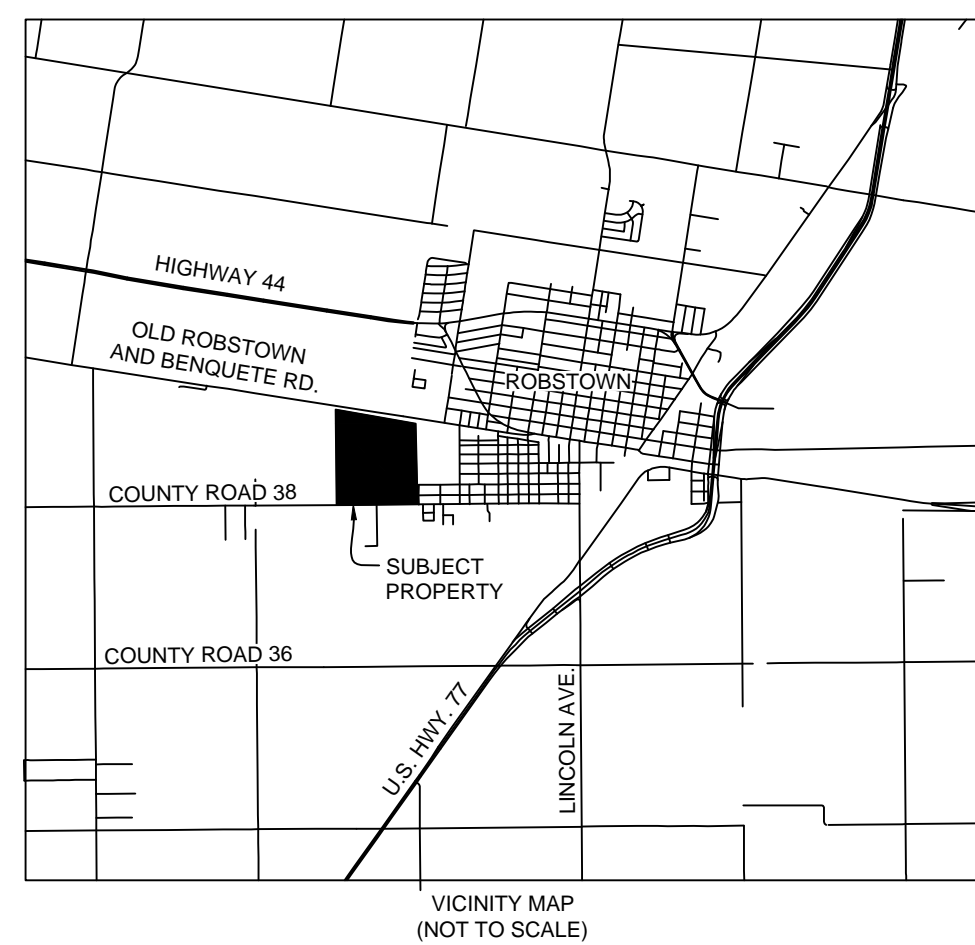 HIGHWAY 44
OLD ROBSTOWN
AND BENQUETE RD.
ROBSTOWN
COUNTY ROAD 38
SUBJECT
PROPERTY
COUNTY ROAD 36
U.S. HWY. 77
LINCOLN AVE.
VICINITY MAP
(NOT TO SCALE)